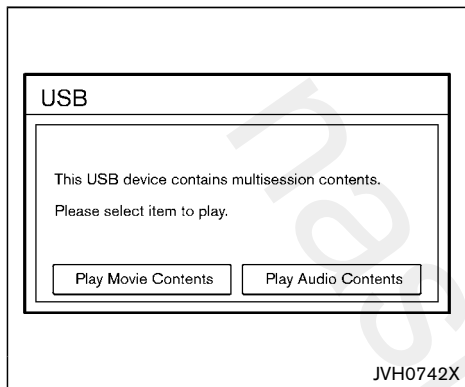 USB
This USB device contains multisession contents.
Please select item to play.
Play Movie Contents Play Audio Contents
JVH0742X